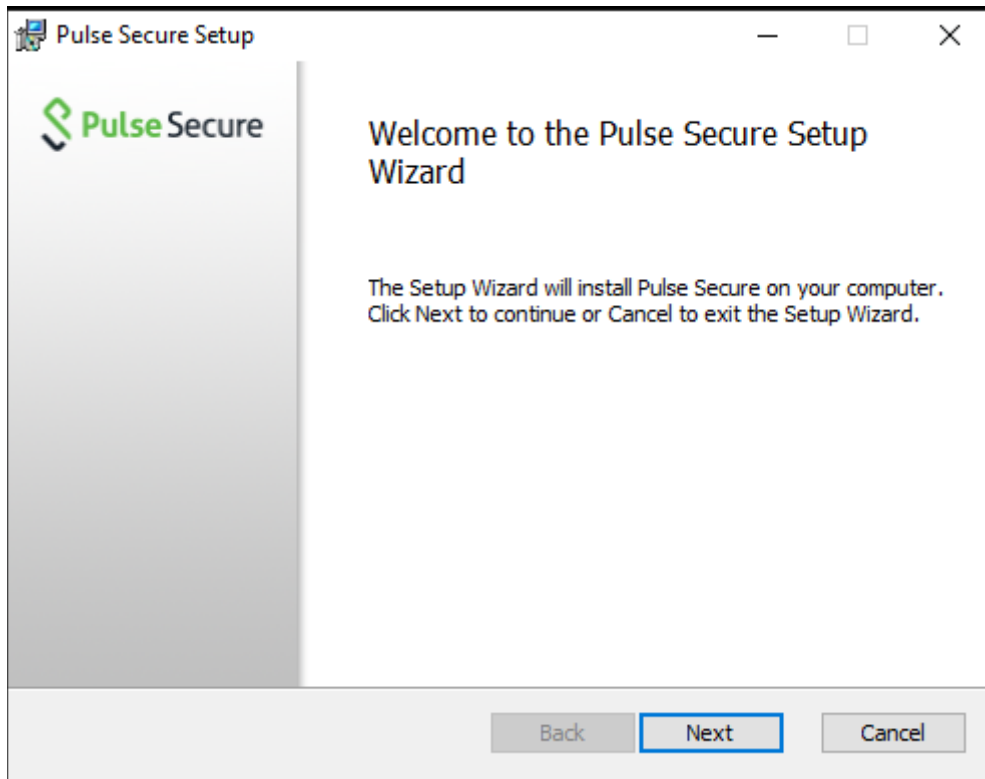 Pulse Secure Setup
Pulse Secure
Welcome to the Pulse Secure Setup
Wizard
The Setup Wizard will install Pulse Secure on your computer.
Click Next to continue or Cancel to exit the Setup Wizard.
Back
Next
Cancel